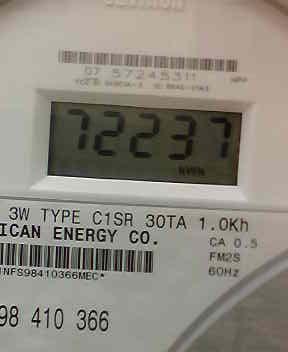 07 57245311
72237
KWH
3W TYPE C1SR 30TA 1.0Kh
ICAN ENERGY CO.
CA 0.5
FM2S
60Hz
NFS98410366MEC*
98 410 366